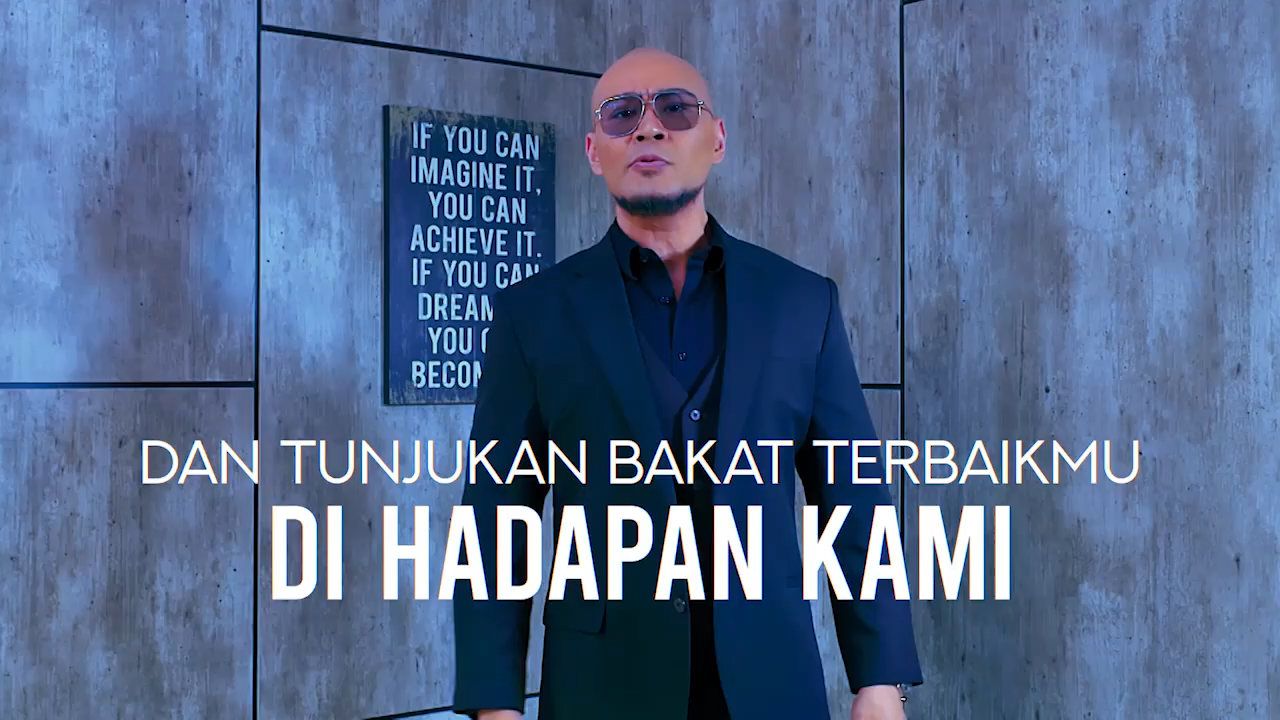 IF YOU CAN
IMAGINE IT,
YOU CAN
ACHIEVE IT.
IF YOU CAN
DREAM
YOU
BECOM
DAN TUNJUKAN BAKAT TERBAIKMU
DI HADAPAN KAMI